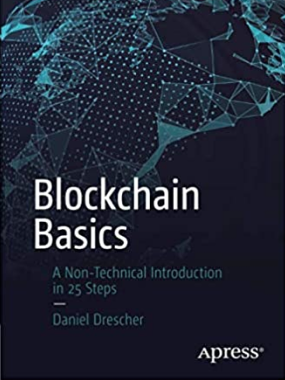 Blockchain
Basics
A Non-Technical Introduction
in 25 Steps
—
Daniel Drescher
Apress®